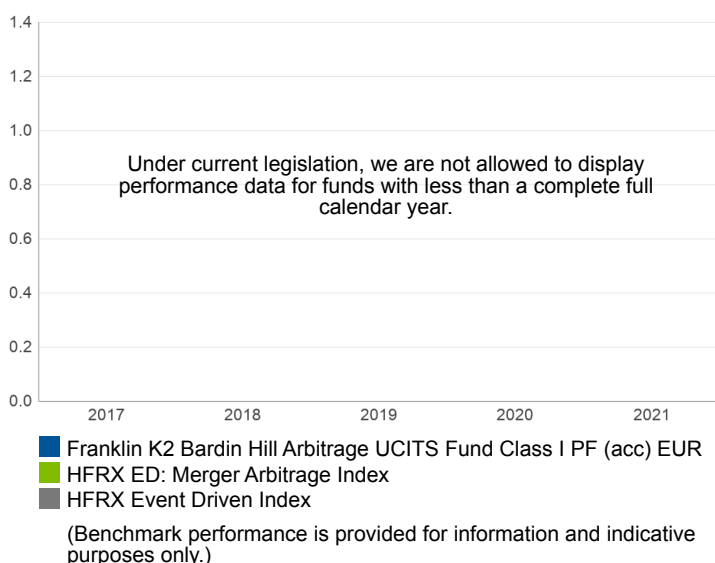 1.4
1.2
1.0
Under current legislation, we are not allowed to display
performance data for funds with less than a complete full
calendar year.
0.8
0.6
0.4
0.2
0.0
2017 2018 2019 2020 2021
Franklin K2 Bardin Hill Arbitrage UCITS Fund Class I PF (acc) EUR
HFRX ED: Merger Arbitrage Index
HFRX Event Driven Index
(Benchmark performance is provided for information and indicative
purposes only.)